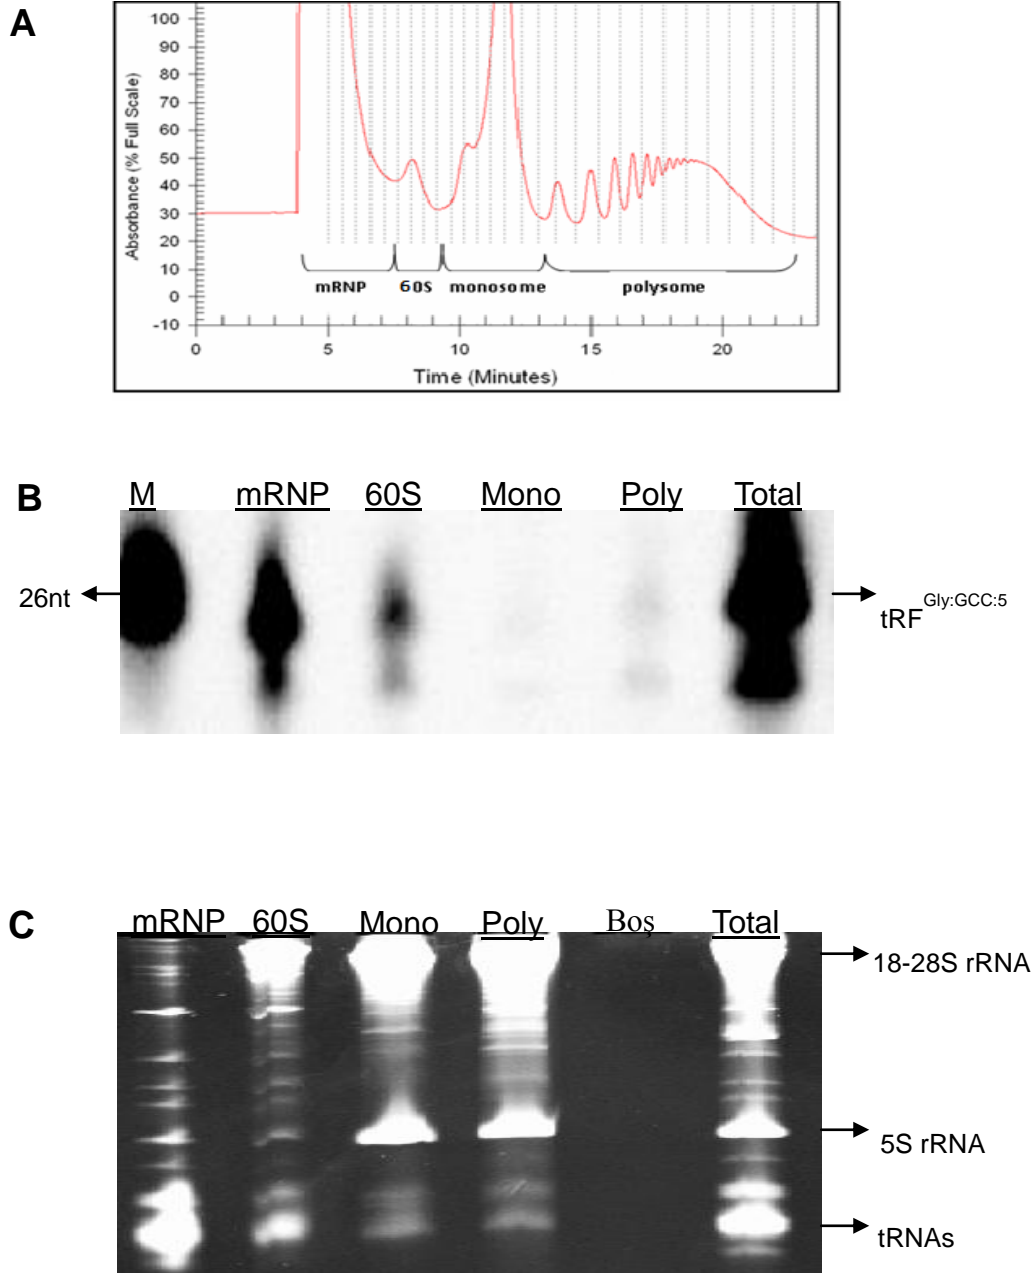 A
Absorbance (% Full Scale)
100
90
80
70
60
50
40
30
20
10
0
-10
mRNP 60S monosome polysome
0 5 10 15 20
Time (Minutes)
B
M mRNP 60S Mono Poly Total
26nt
tRF^Gly:GCC:5
C
mRNP 60S Mono Poly Boş Total
18-28S rRNA
5S rRNA
tRNAs